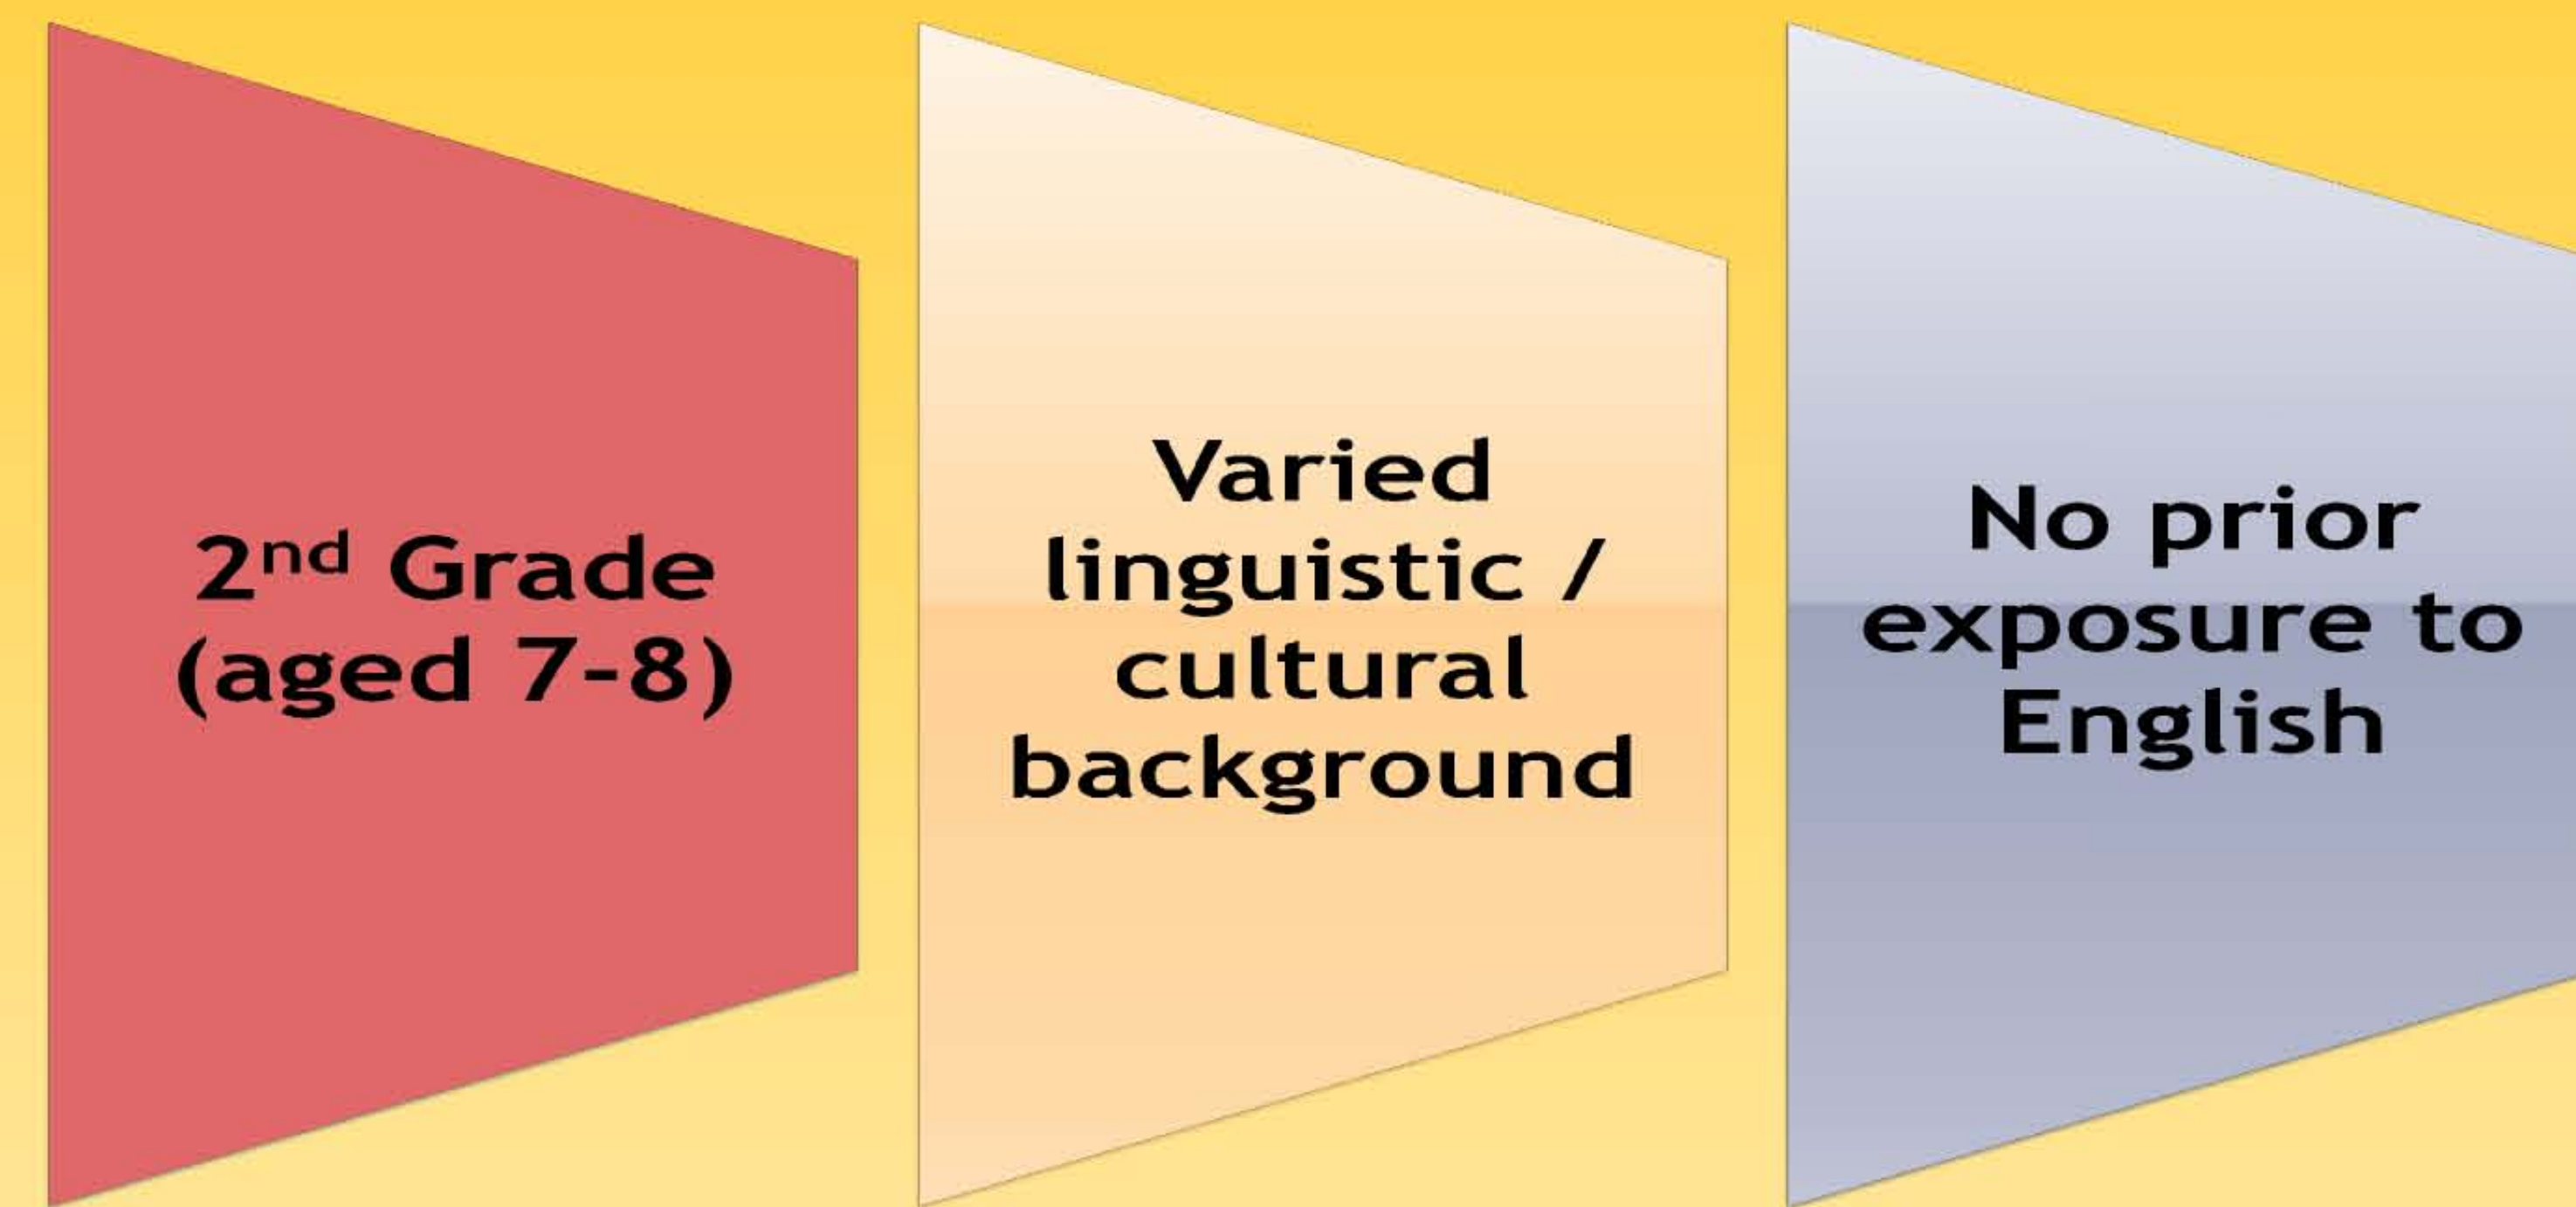 2nd Grade
(aged 7-8)
Varied
linguistic /
cultural
background
No prior
exposure to
English